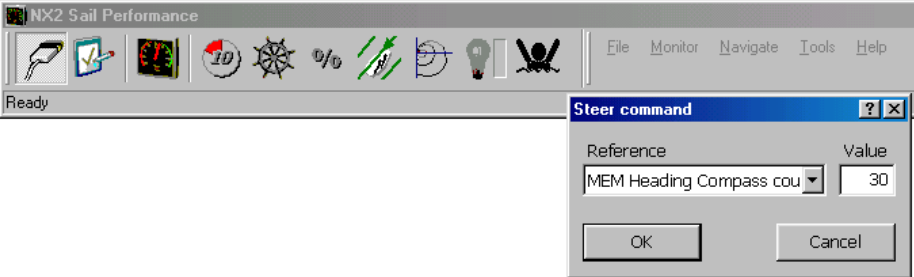 NX2 Sail Performance
10 % File Monitor Navigate Tools Help
Ready
Steer command
Reference Value
MEM Heading Compass cou 30
OK Cancel